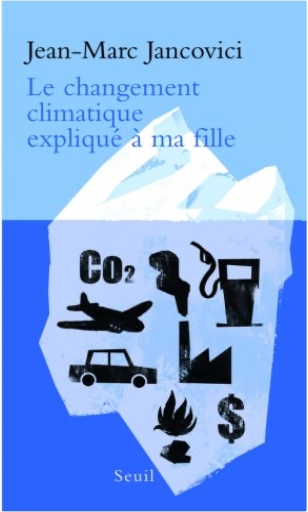 Jean-Marc Jancovici
Le changement
climatique
expliqué à ma fille
CO2
$
Seuil